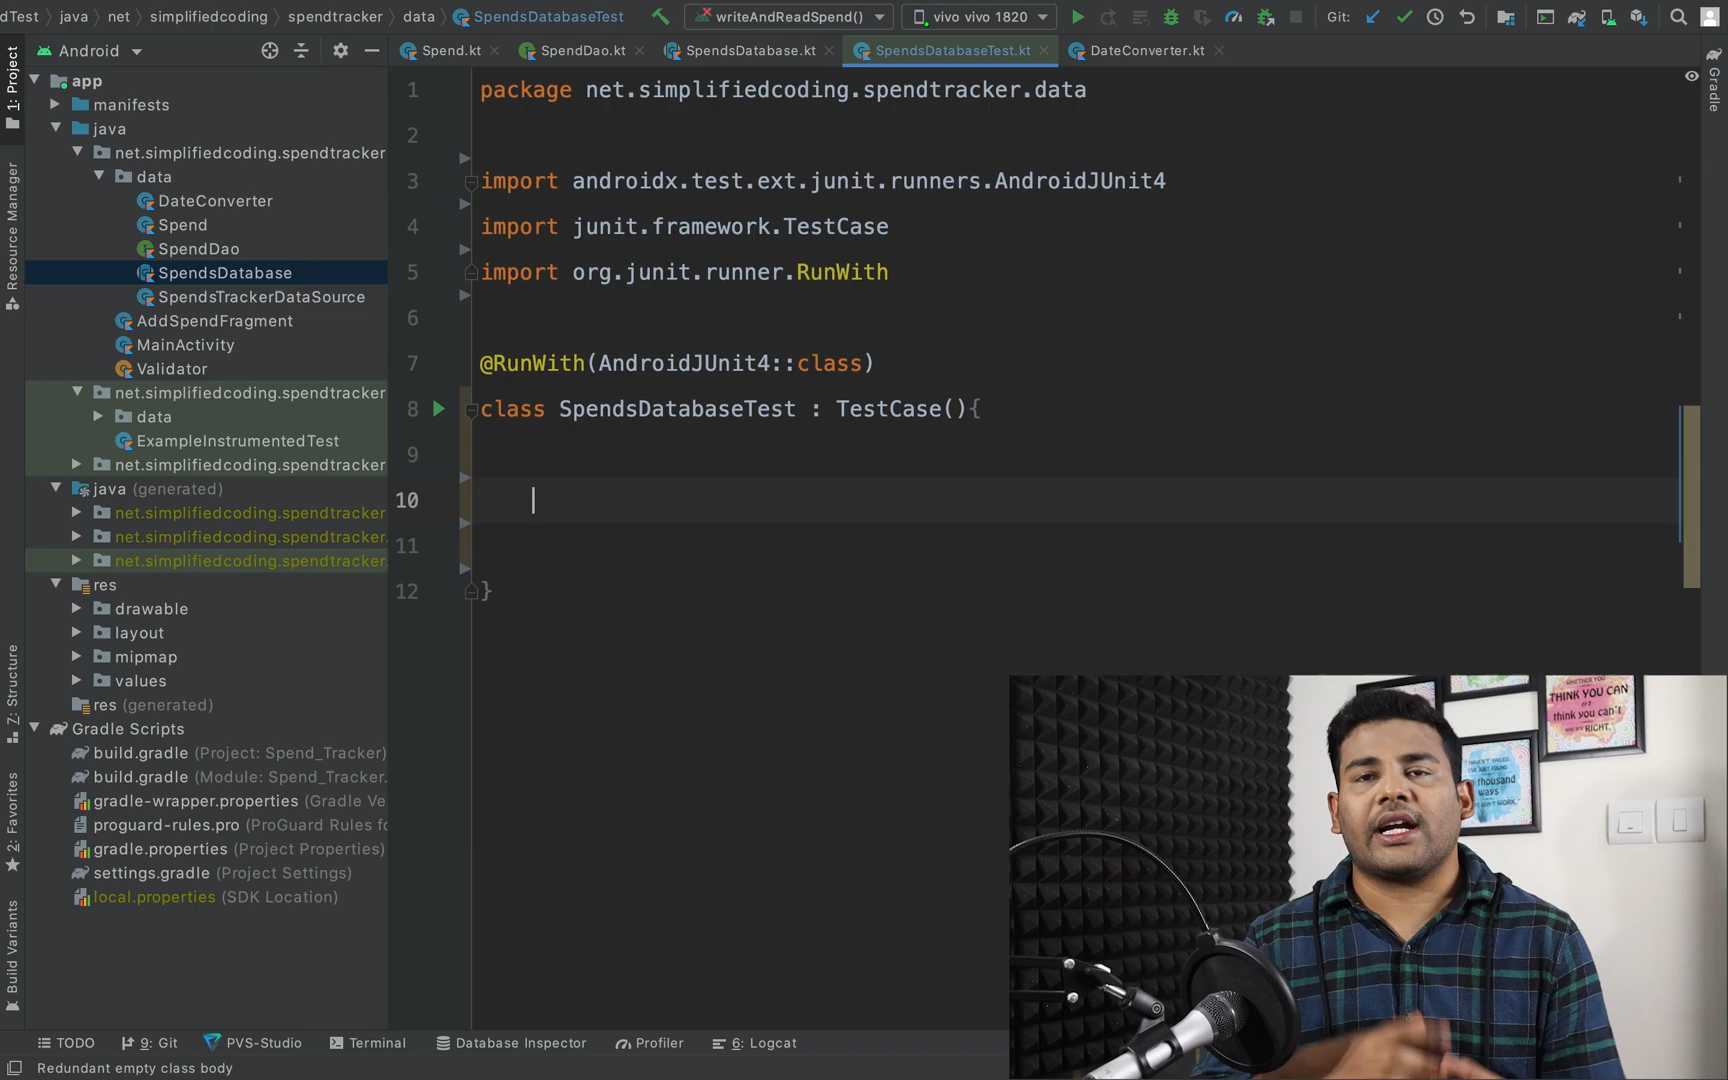 dTest java net simplifiedcoding spendtracker data SpendsDatabaseTest writeAndReadSpend() vivo vivo 1820 Git:
1: Project
Resource Manager
Z: Structure
2: Favorites
Build Variants
Android
app
manifests
java
net.simplifiedcoding.spendtracker
data
DateConverter
Spend
SpendDao
SpendsDatabase
SpendsTrackerDataSource
AddSpendFragment
MainActivity
Validator
net.simplifiedcoding.spendtracker
data
ExampleInstrumentedTest
net.simplifiedcoding.spendtracker
java (generated)
net.simplifiedcoding.spendtracker.
net.simplifiedcoding.spendtracker.
net.simplifiedcoding.spendtracker.
res
drawable
layout
mipmap
values
res (generated)
Gradle Scripts
build.gradle (Project: Spend_Tracker)
build.gradle (Module: Spend_Tracker.
gradle-wrapper.properties (Gradle Ve
proguard-rules.pro (ProGuard Rules fo
gradle.properties (Project Properties)
settings.gradle (Project Settings)
local.properties (SDK Location)
Spend.kt SpendDao.kt SpendsDatabase.kt SpendsDatabaseTest.kt DateConverter.kt
1 package net.simplifiedcoding.spendtracker.data
2
3 import androidx.test.ext.junit.runners.AndroidJUnit4
4 import junit.framework.TestCase
5 import org.junit.runner.RunWith
6
7 @RunWith(AndroidJUnit4::class)
8 class SpendsDatabaseTest : TestCase(){
9
10
11
12 }
Gradle
THINK YOU CAN
or
think you can't
RIGHT.
thousand
ways
TODO 9: Git PVS-Studio Terminal Database Inspector Profiler 6: Logcat
Redundant empty class body